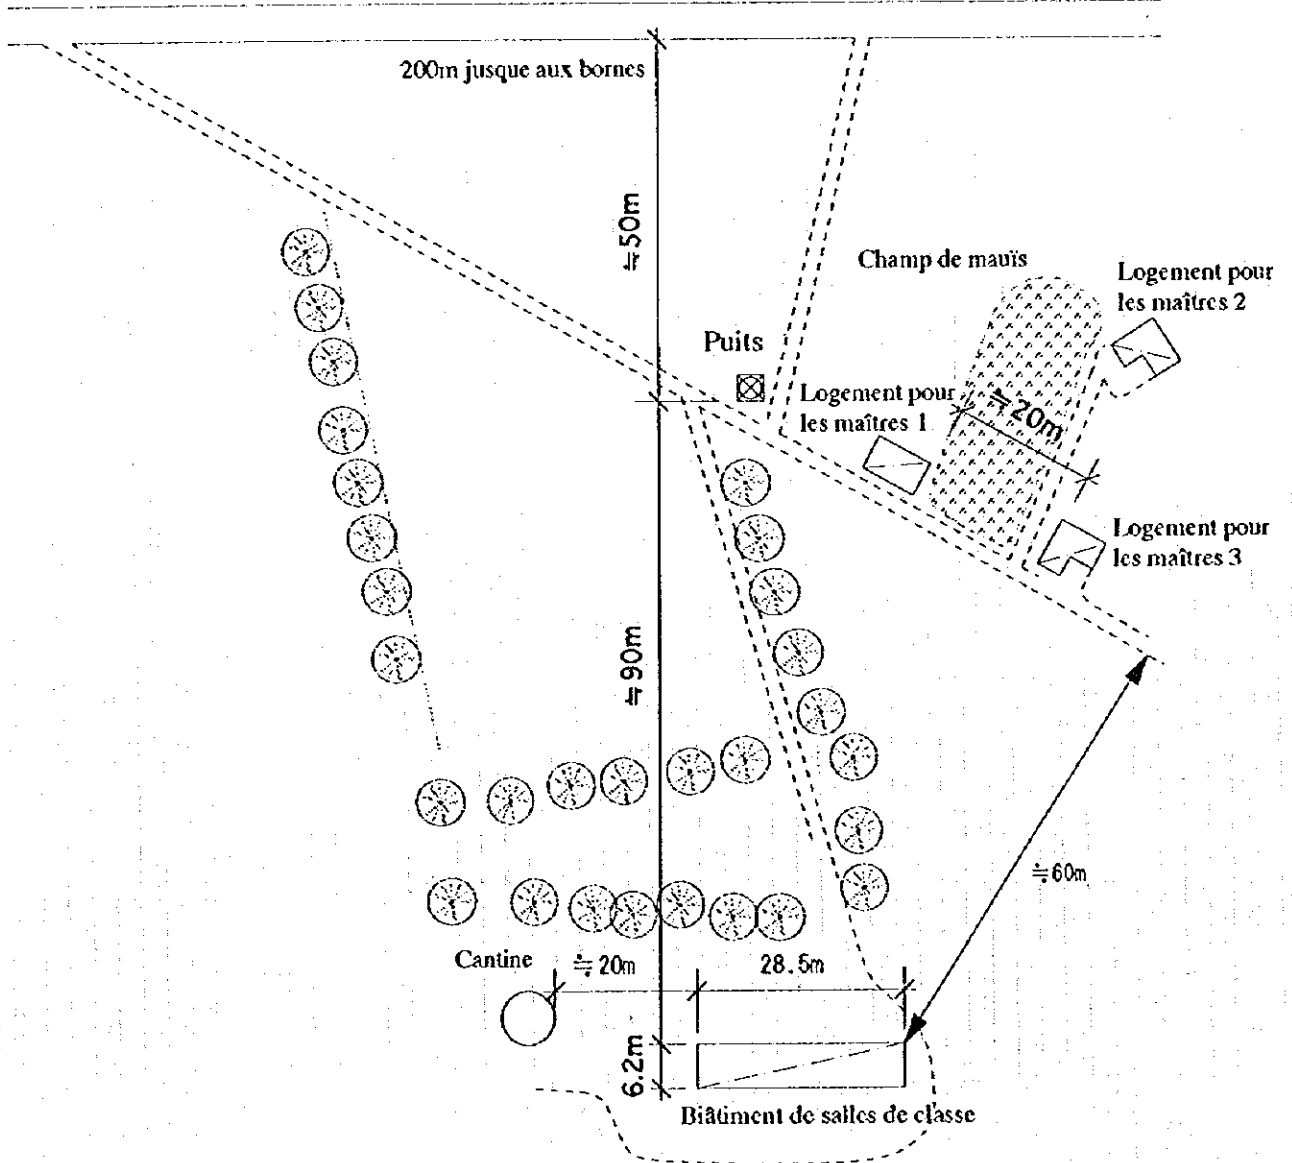 200m jusque aux bornes
≒50m
Champ de mauïs
Logement pour
les maîtres 2
Puits
Logement pour
les maîtres 1
≒20m
Logement pour
les maîtres 3
≒90m
≒60m
Cantine
≒20m
28.5m
6.2m
Biâtiment de salles de classe